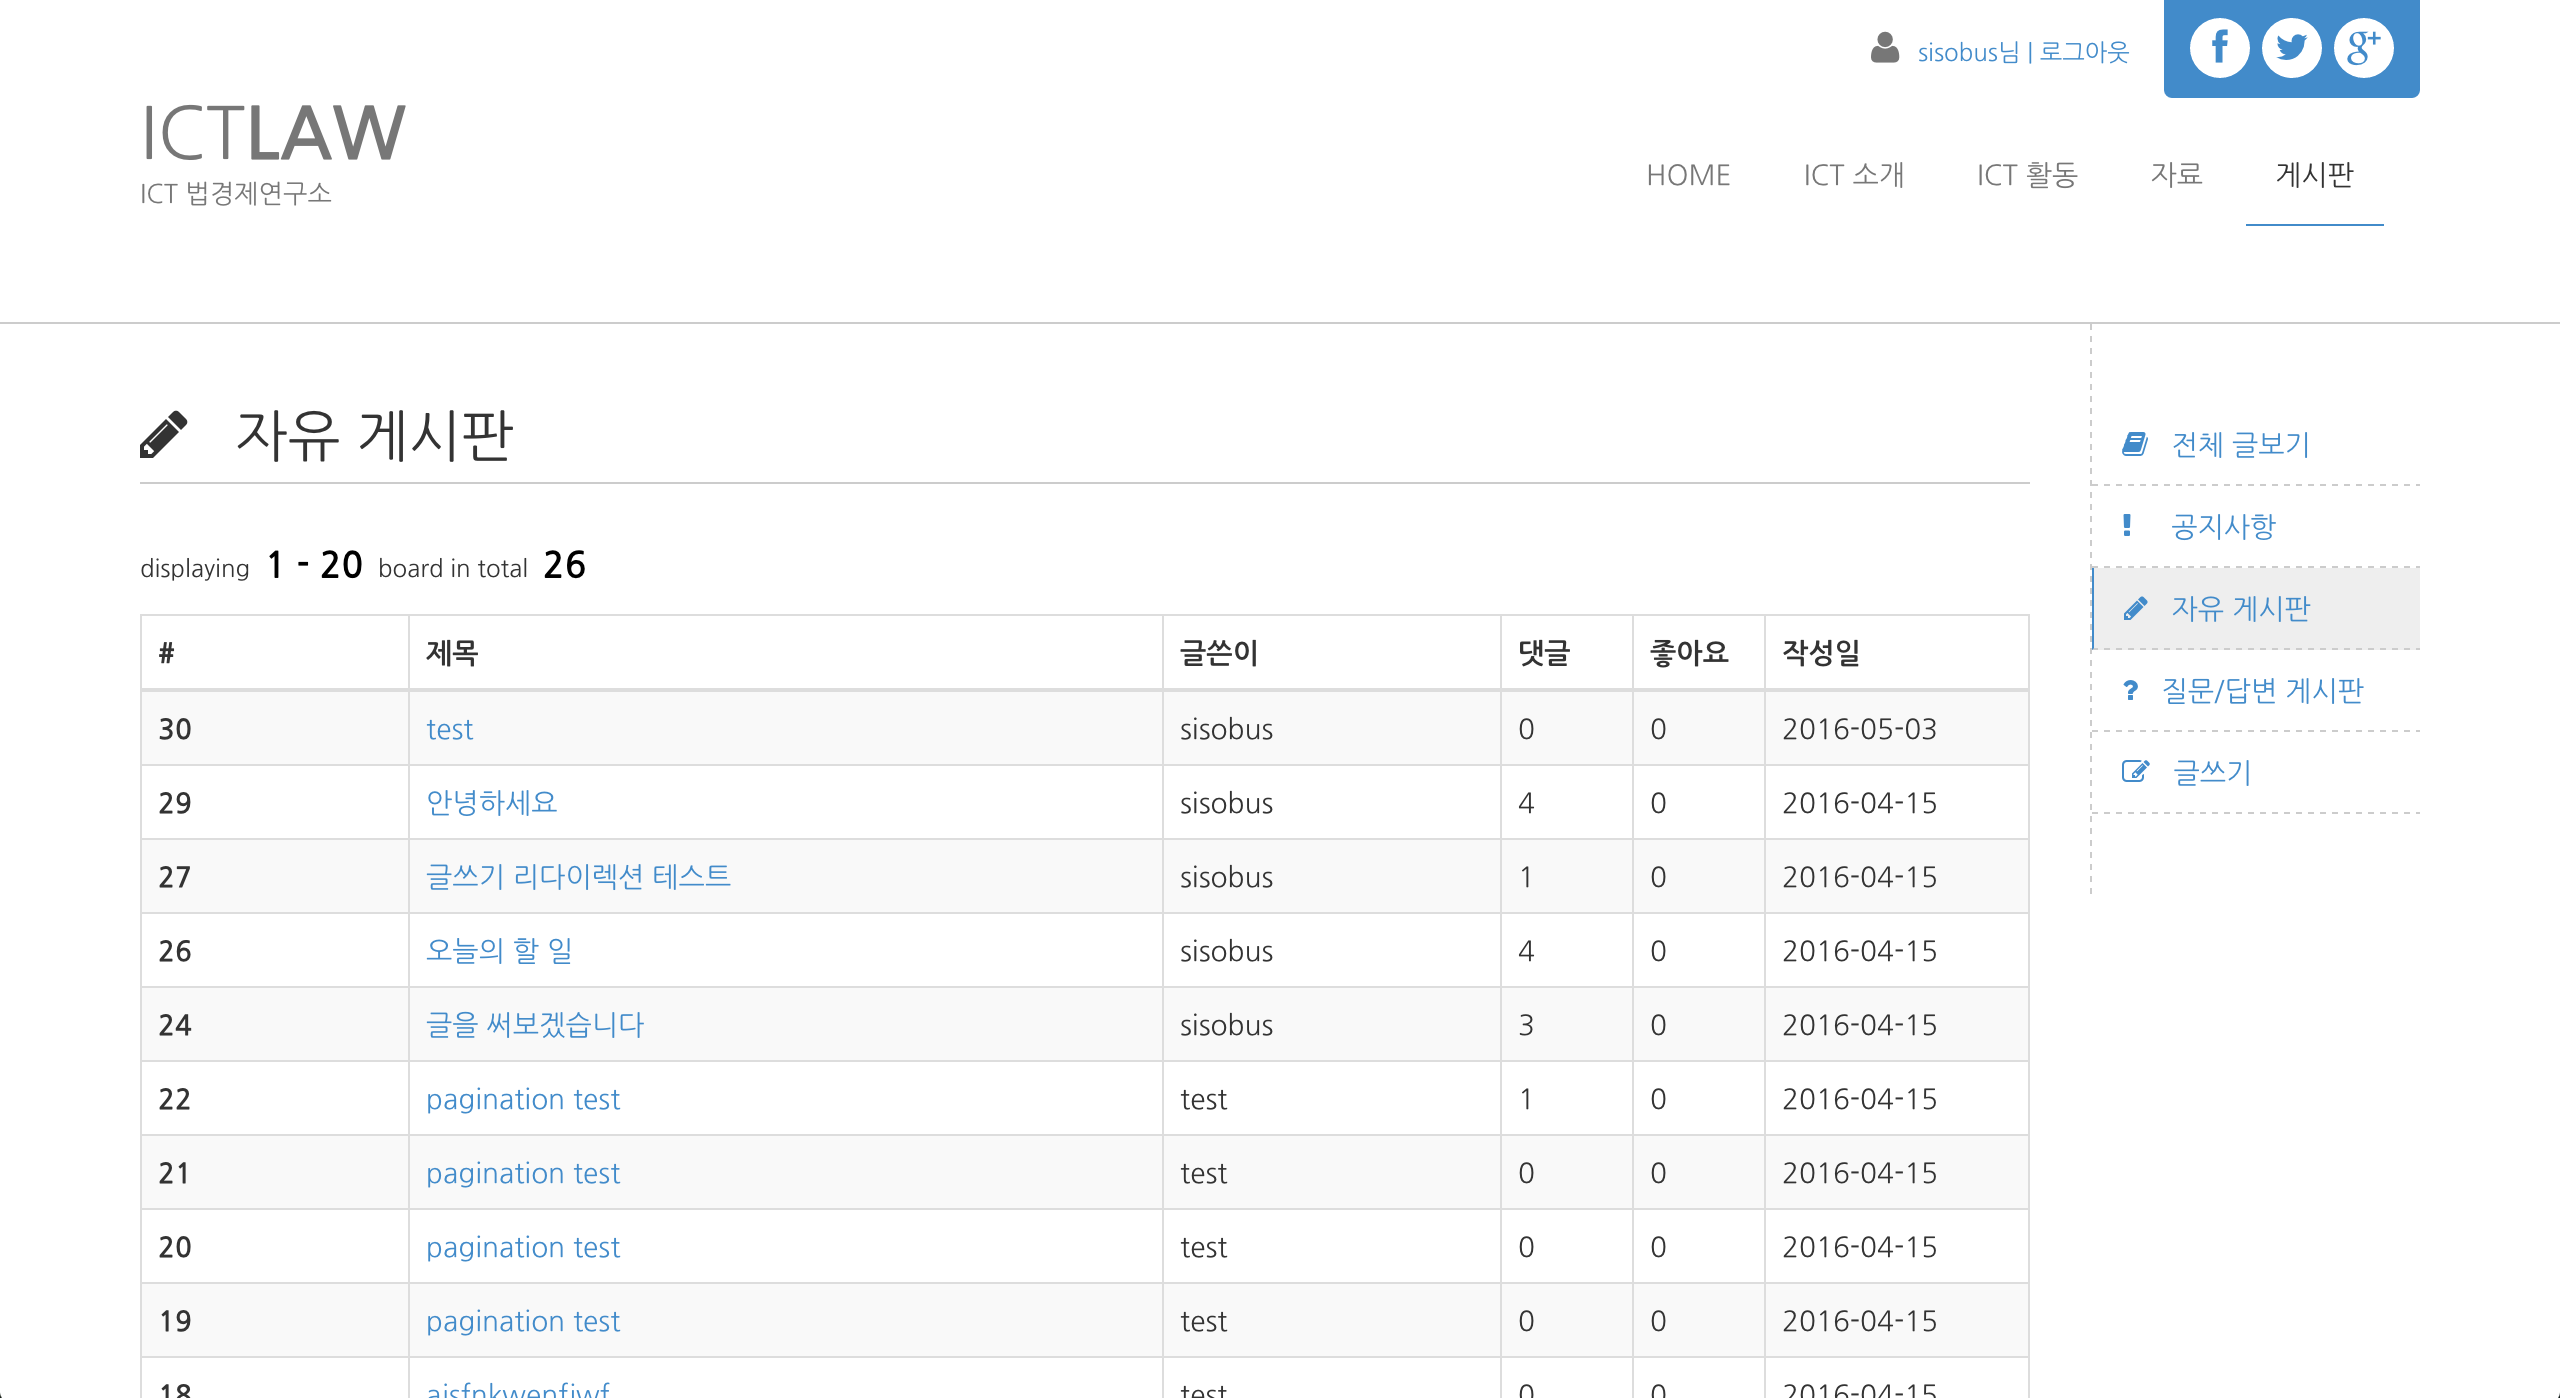 sisobus님 | 로그아웃
ICTLAW
ICT 법경제연구소
HOME ICT 소개 ICT 활동 자료 게시판
자유 게시판
displaying 1 - 20 board in total 26
# 제목 글쓴이 댓글 좋아요 작성일
30 test sisobus 0 0 2016-05-03
29 안녕하세요 sisobus 4 0 2016-04-15
27 글쓰기 리다이렉션 테스트 sisobus 1 0 2016-04-15
26 오늘의 할 일 sisobus 4 0 2016-04-15
24 글을 써보겠습니다 sisobus 3 0 2016-04-15
22 pagination test test 1 0 2016-04-15
21 pagination test test 0 0 2016-04-15
20 pagination test test 0 0 2016-04-15
19 pagination test test 0 0 2016-04-15
18 test 0 0 2016-04-15
전체 글보기
공지사항
자유 게시판
질문/답변 게시판
글쓰기